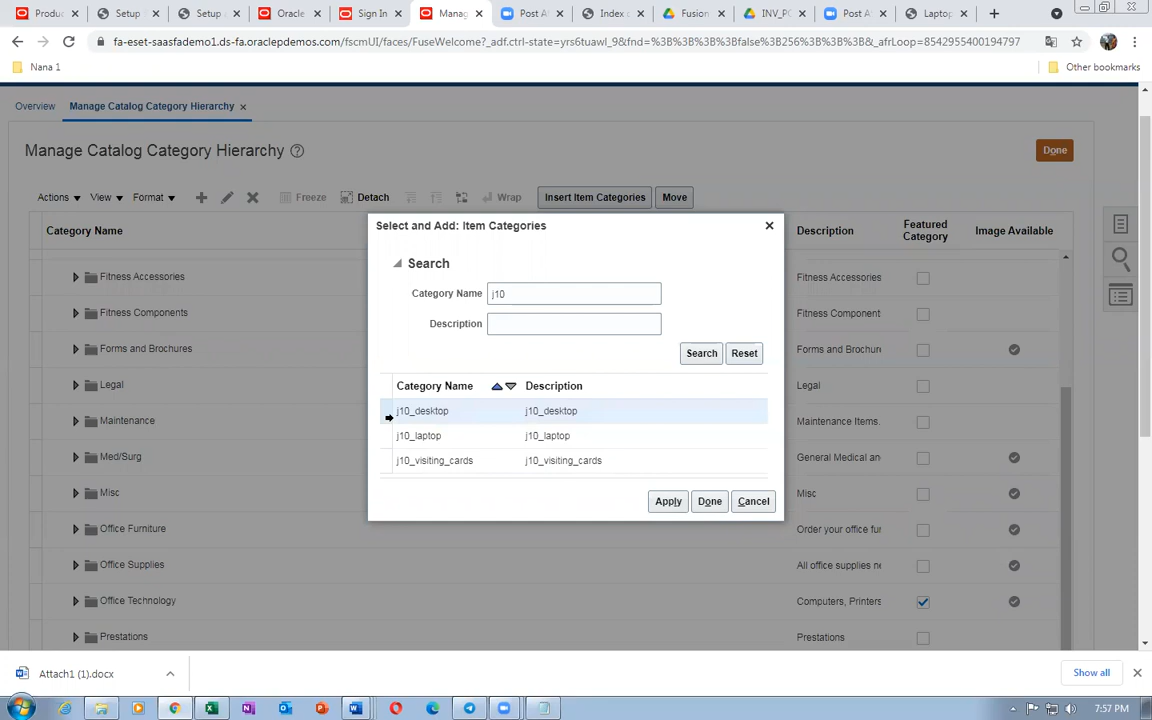 Produc
Setup
Setup
Oracle
Sign In
Manag
Post A
Index o
Fusion
INV_PO
Post A
Laptop
fa-eset-saasfademo1.ds-fa.oraclepdemos.com/fscmUI/faces/FuseWelcome?_adf.ctrl-state=yrs6tuawl_9&fnd=%3B%3B%3B%3Bfalse%3B256%3B%3B%3B&_afrLoop=8542955400194797
Nana 1
Other bookmarks
Overview
Manage Catalog Category Hierarchy
Manage Catalog Category Hierarchy
Done
Actions
View
Format
Freeze
Detach
Wrap
Insert Item Categories
Move
Category Name
Description
Featured Category
Image Available
Select and Add: Item Categories
Search
Category Name j10
Description
Search
Reset
Category Name
Description
j10_desktop
j10_desktop
j10_laptop
j10_laptop
j10_visiting_cards
j10_visiting_cards
Apply
Done
Cancel
Fitness Accessories
Fitness Accessories
Fitness Components
Fitness Component
Forms and Brochures
Forms and Brochure
Legal
Legal
Maintenance
Maintenance Items.
Med/Surg
General Medical an
Misc
Misc
Office Furniture
Order your office fur
Office Supplies
All office supplies ne
Office Technology
Computers, Printers
Prestations
Prestations
Attach1 (1).docx
Show all
7:57 PM